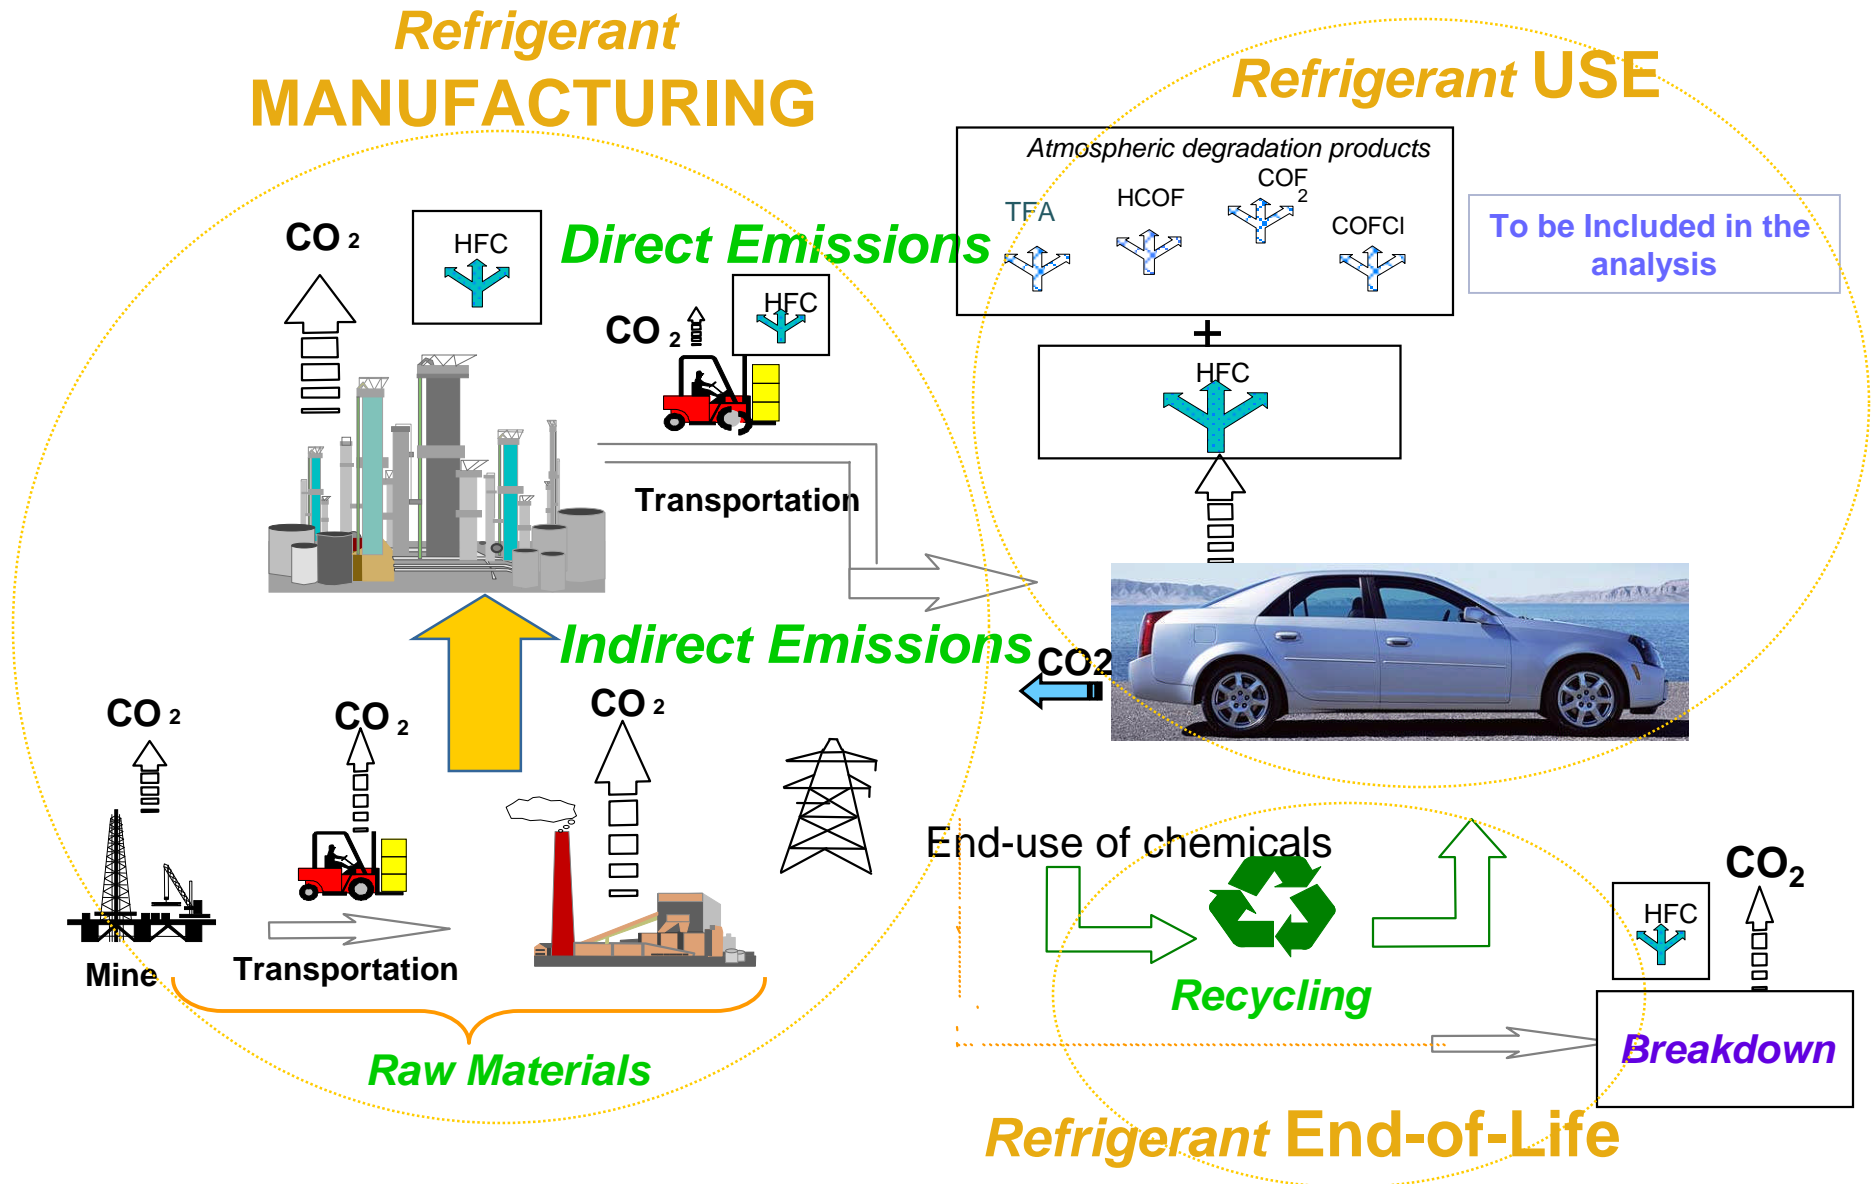 Refrigerant
MANUFACTURING
Refrigerant USE
Atmospheric degradation products
TFA
HCOF
COF
2
COFCl
To be Included in the
analysis
CO 2
HFC
Direct Emissions
CO 2
HFC
+
HFC
Transportation
Indirect Emissions
CO2
CO 2
CO 2
CO 2
Mine
Transportation
Raw Materials
End-use of chemicals
Recycling
CO2
HFC
Breakdown
Refrigerant End-of-Life